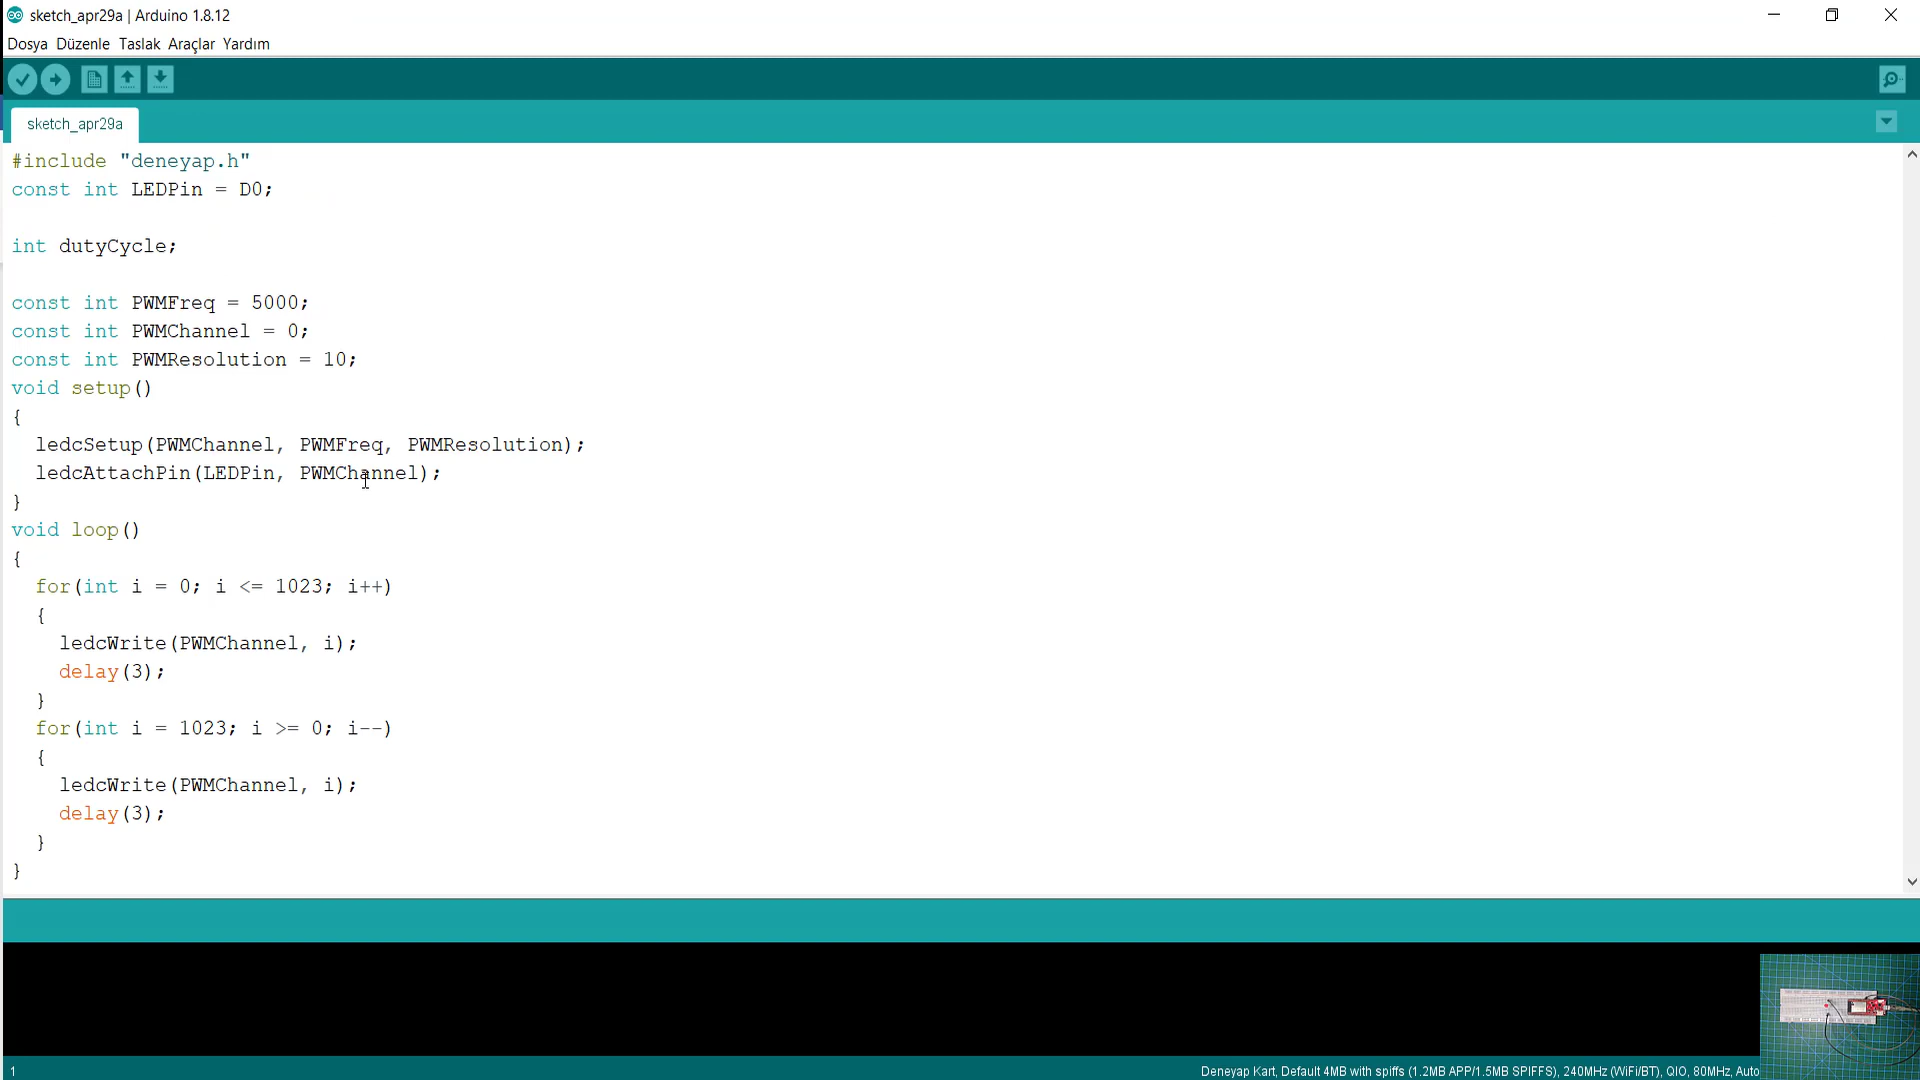 sketch_apr29a | Arduino 1.8.12
Dosya Düzenle Taslak Araçlar Yardım
sketch_apr29a
#include "deneyap.h"
const int LEDPin = D0;
int dutyCycle;
const int PWMFreq = 5000;
const int PWMChannel = 0;
const int PWMResolution = 10;
void setup()
{
ledcSetup(PWMChannel, PWMFreq, PWMResolution);
ledcAttachPin(LEDPin, PWMChannel);
}
void loop()
{
for(int i = 0; i <= 1023; i++)
{
ledcWrite(PWMChannel, i);
delay(3);
}
for(int i = 1023; i >= 0; i--)
{
ledcWrite(PWMChannel, i);
delay(3);
}
}
1
Deneyap Kart, Default 4MB with spiffs (1.2MB APP/1.5MB SPIFFS), 240MHz (WiFi/BT), QIO, 80MHz, Auto